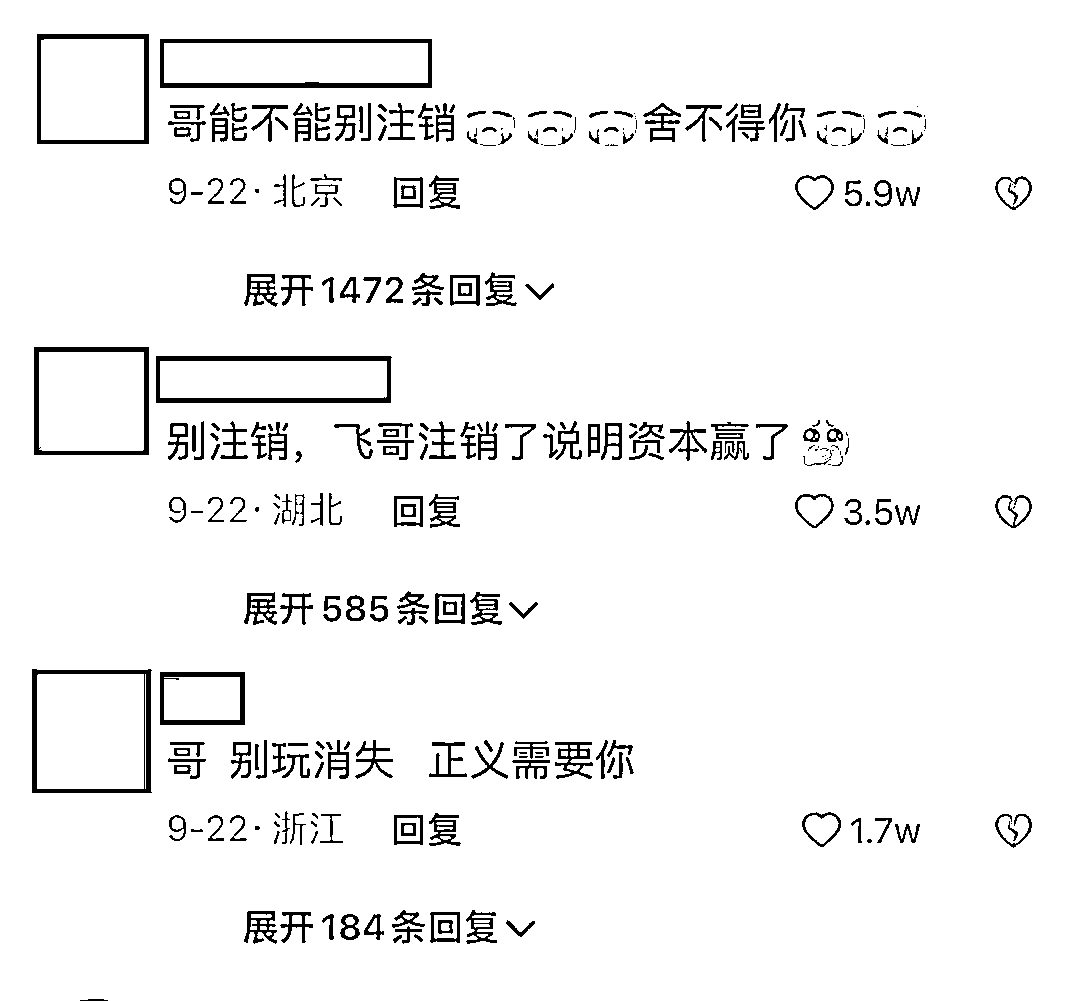 哥能不能别注销😭😭😭舍不得你😭😭
9-22·北京 回复 5.9w
展开1472条回复
别注销，飞哥注销了说明资本赢了🥹
9-22·湖北 回复 3.5w
展开585条回复
哥 别玩消失 正义需要你
9-22·浙江 回复 1.7w
展开184条回复